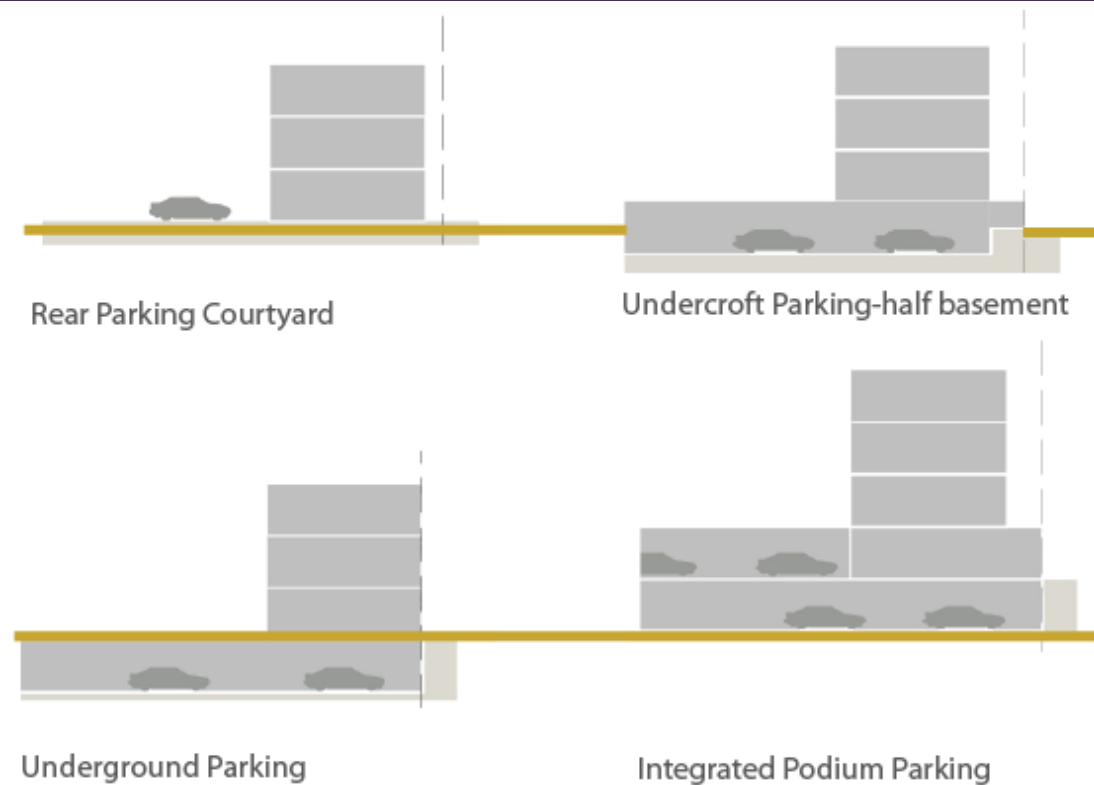 Rear Parking Courtyard
Undercroft Parking-half basement
Underground Parking
Integrated Podium Parking